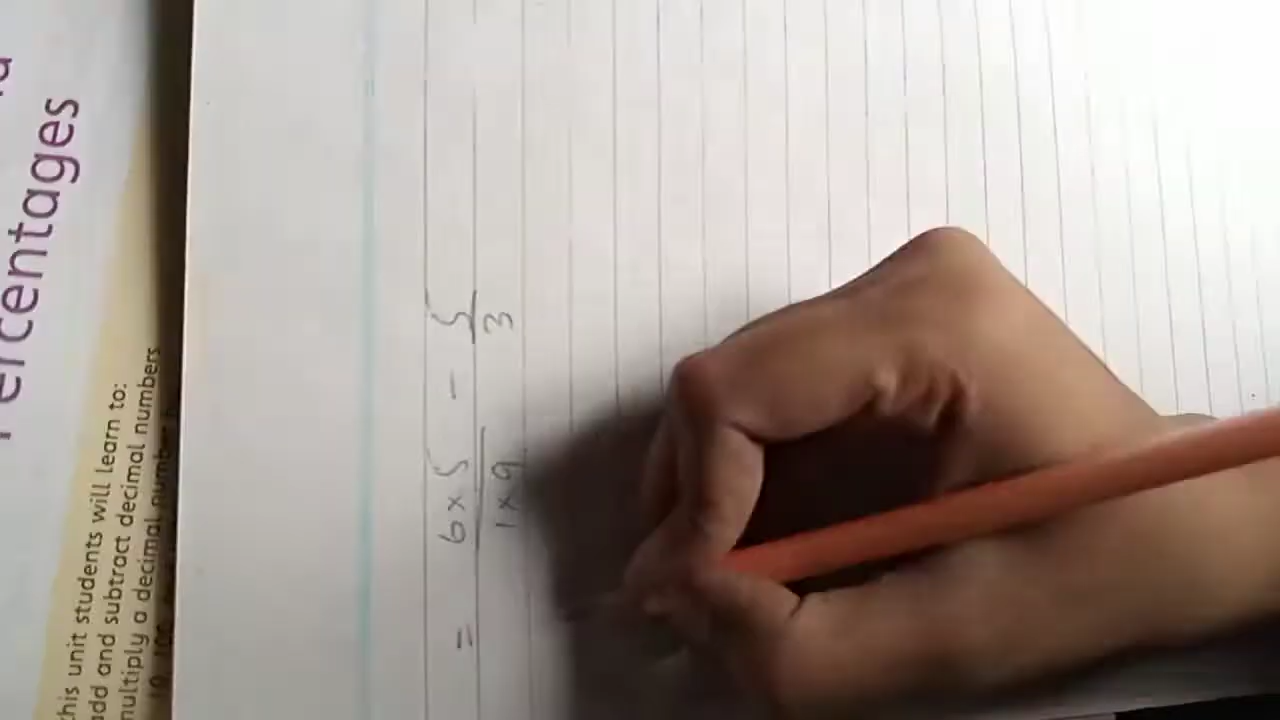 Percentages
this unit students will learn to:
add and subtract decimal numbers
multiply a decimal number
= 6 x 5 / 1 x 9 - 5 / 3